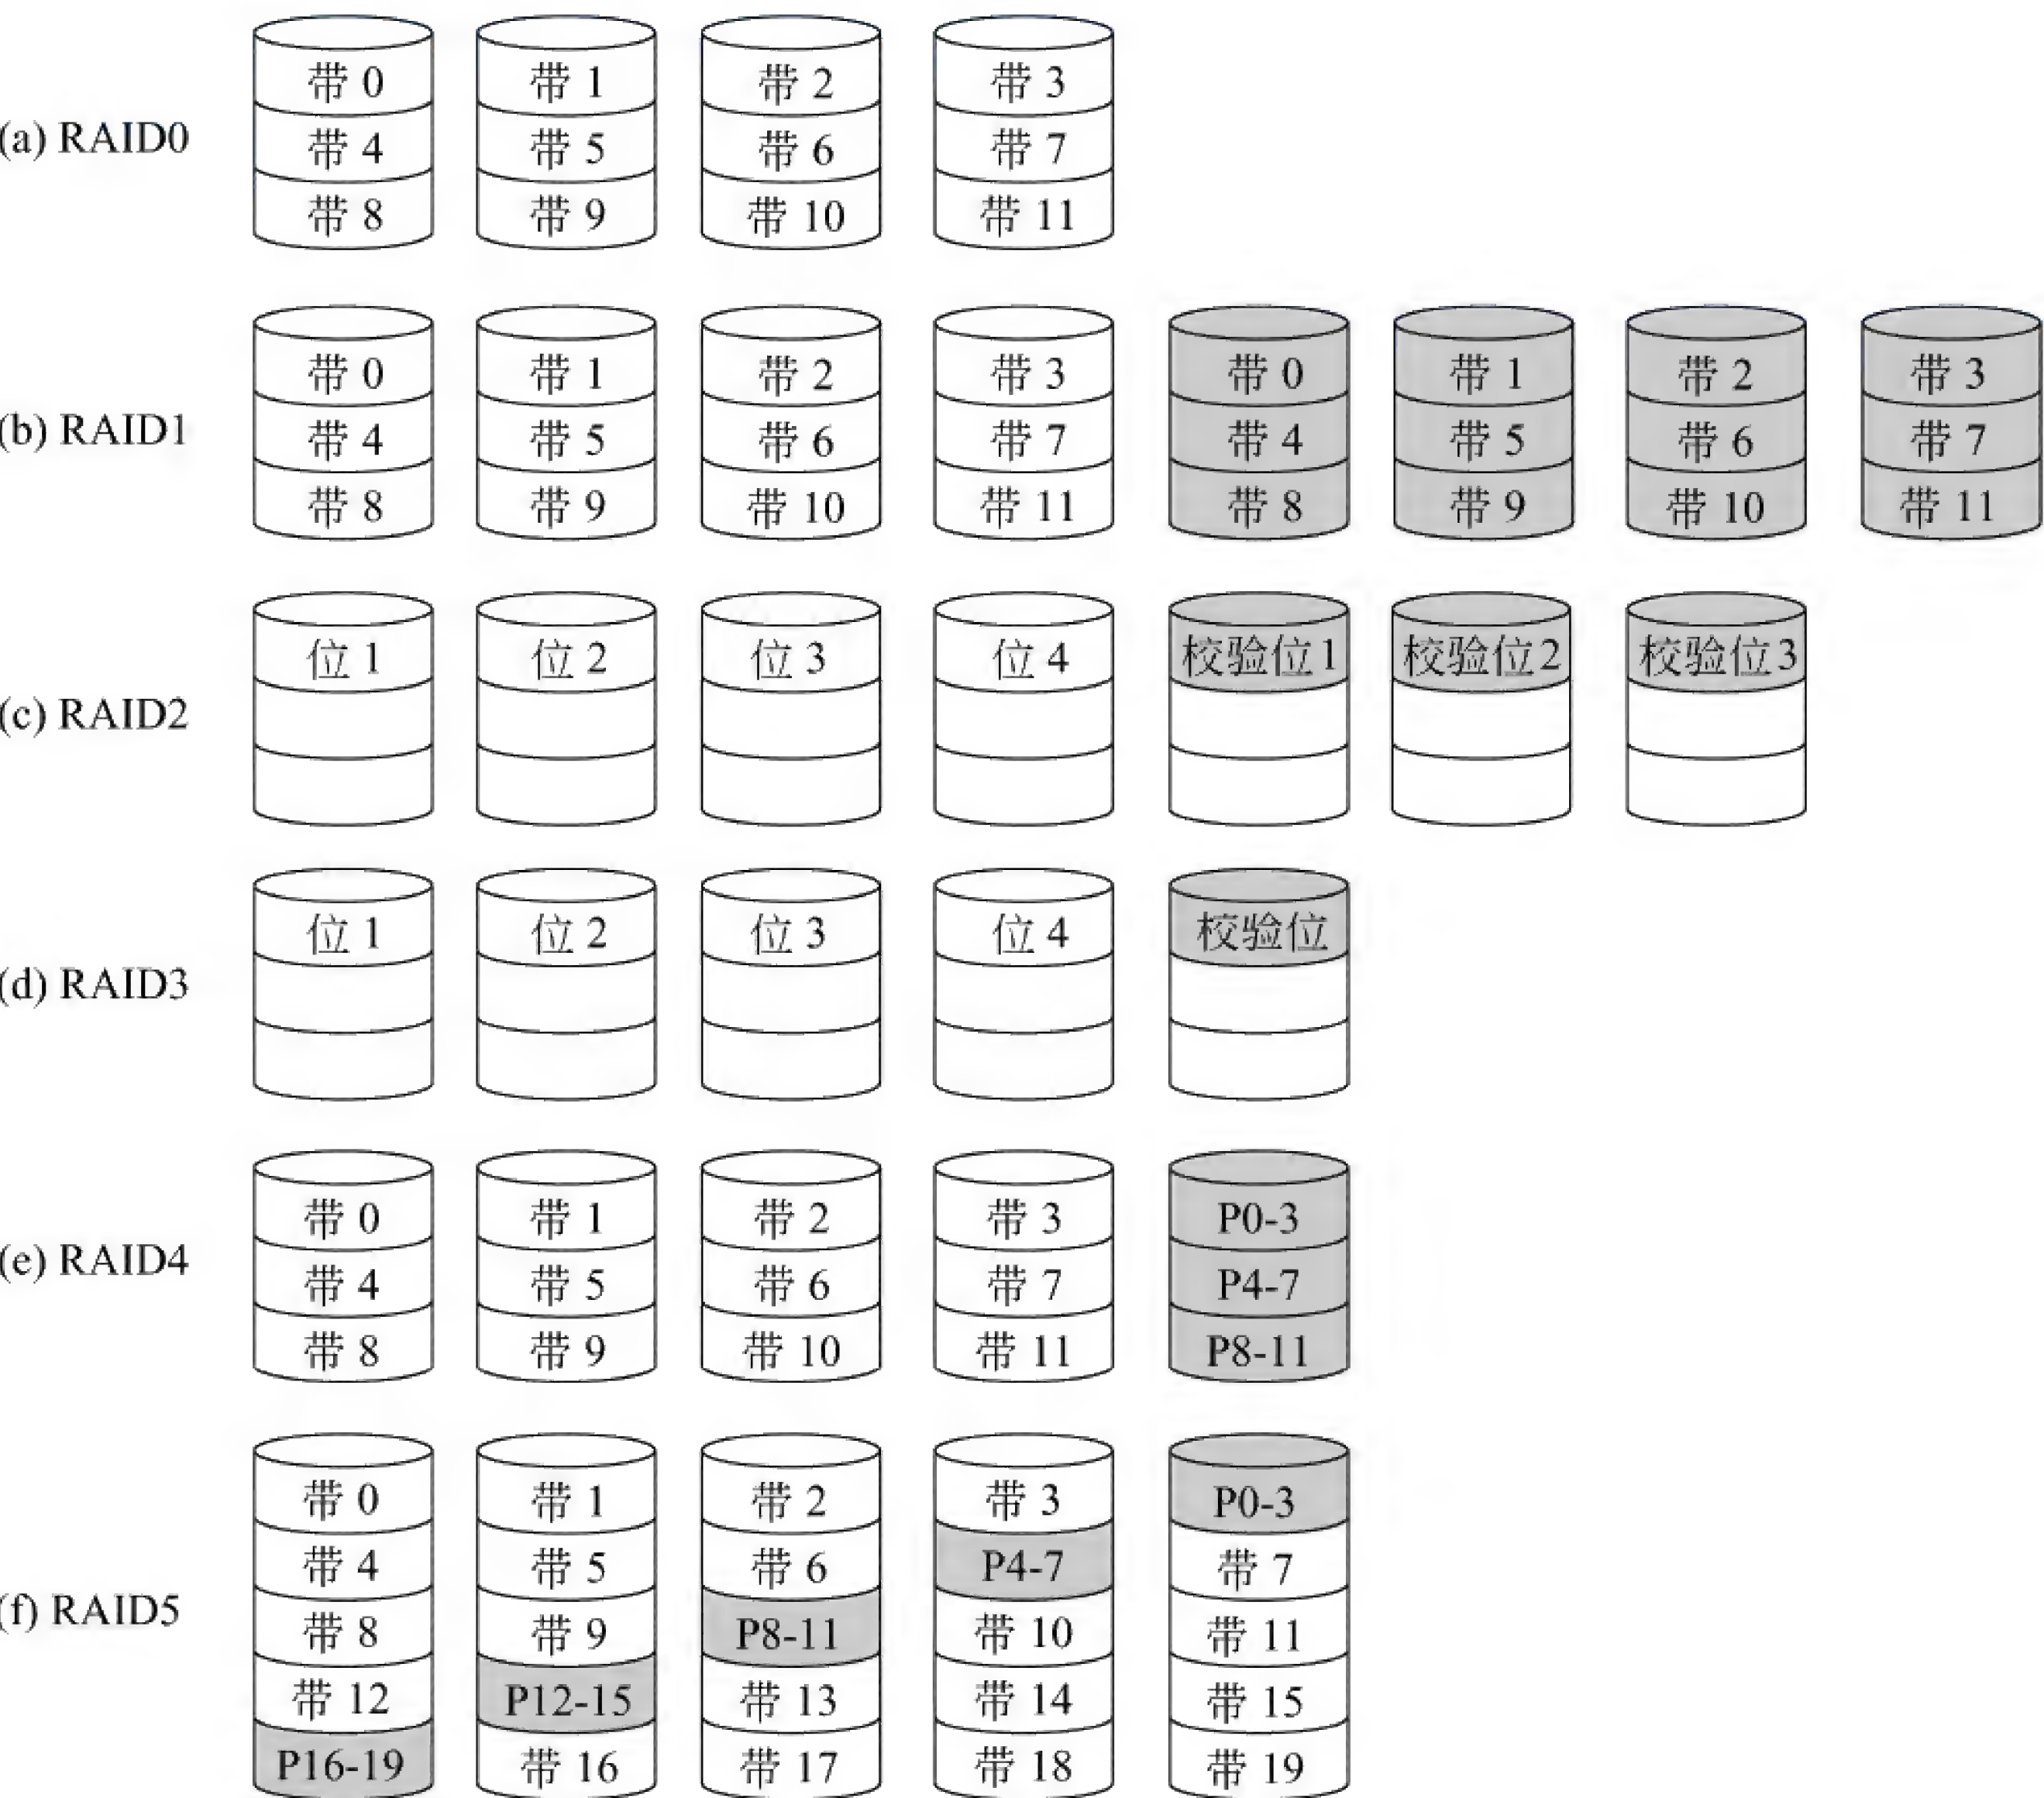 带 0 带 1 带 2 带 3
(a) RAID0
带 4 带 5 带 6 带 7
带 8 带 9 带 10 带 11
带 0 带 1 带 2 带 3 带 0 带 1 带 2 带 3
(b) RAID1
带 4 带 5 带 6 带 7 带 4 带 5 带 6 带 7
带 8 带 9 带 10 带 11 带 8 带 9 带 10 带 11
位 1 位 2 位 3 位 4 校验位1 校验位2 校验位3
(c) RAID2
位 1 位 2 位 3 位 4 校验位
(d) RAID3
带 0 带 1 带 2 带 3 P0-3
(e) RAID4
带 4 带 5 带 6 带 7 P4-7
带 8 带 9 带 10 带 11 P8-11
带 0 带 1 带 2 带 3 P0-3
带 4 带 5 带 6 P4-7 带 7
(f) RAID5
带 8 带 9 P8-11 带 10 带 11
带 12 P12-15 带 13 带 14 带 15
P16-19 带 16 带 17 带 18 带 19